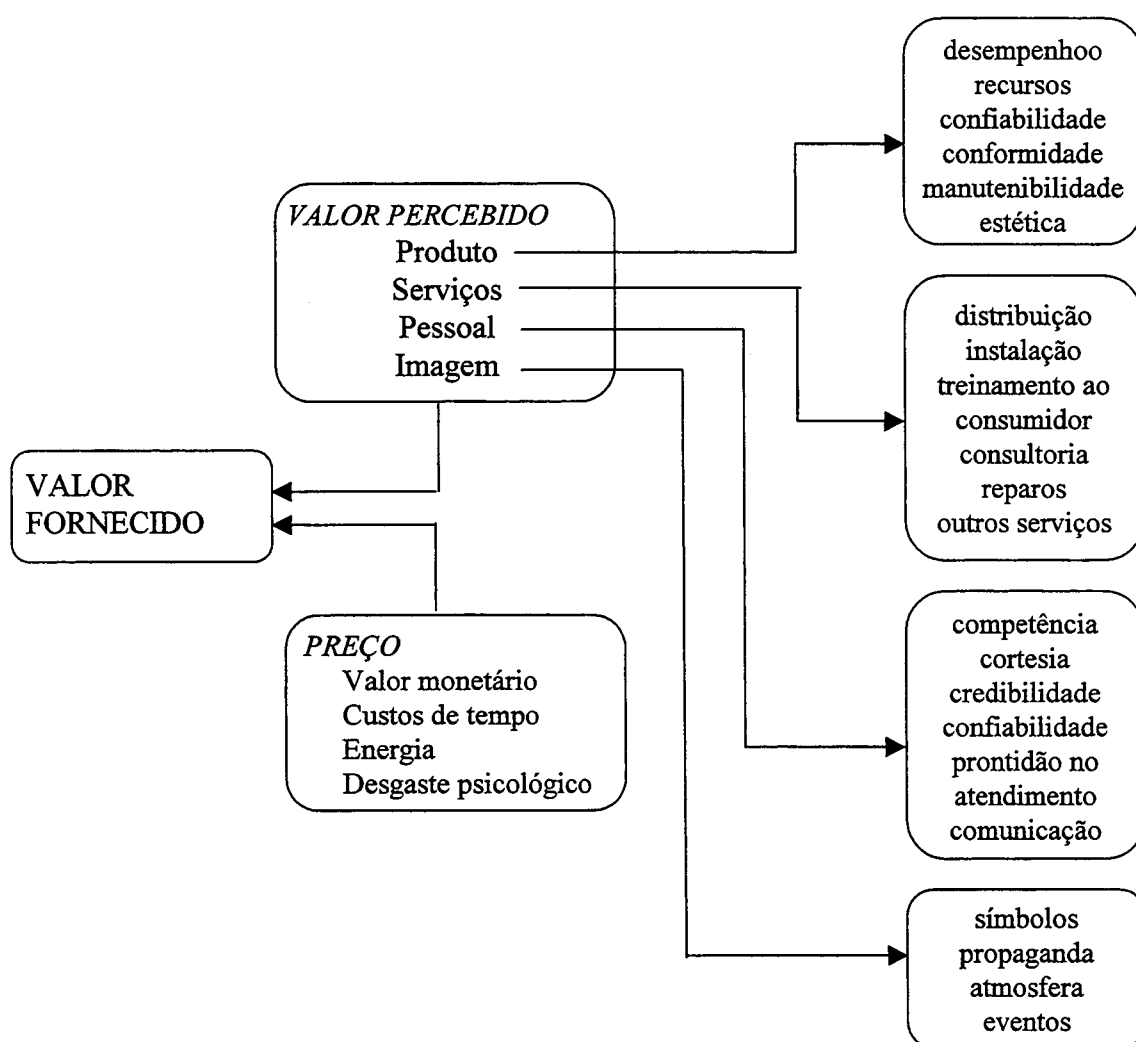 desempenhoo
recursos
confiabilidade
conformidade
manutenibilidade
estética
VALOR PERCEBIDO
Produto
Serviços
Pessoal
Imagem
distribuição
instalação
treinamento ao
consumidor
consultoria
reparos
outros serviços
VALOR
FORNECIDO
PREÇO
Valor monetário
Custos de tempo
Energia
Desgaste psicológico
competência
cortesia
credibilidade
confiabilidade
prontidão no
atendimento
comunicação
símbolos
propaganda
atmosfera
eventos